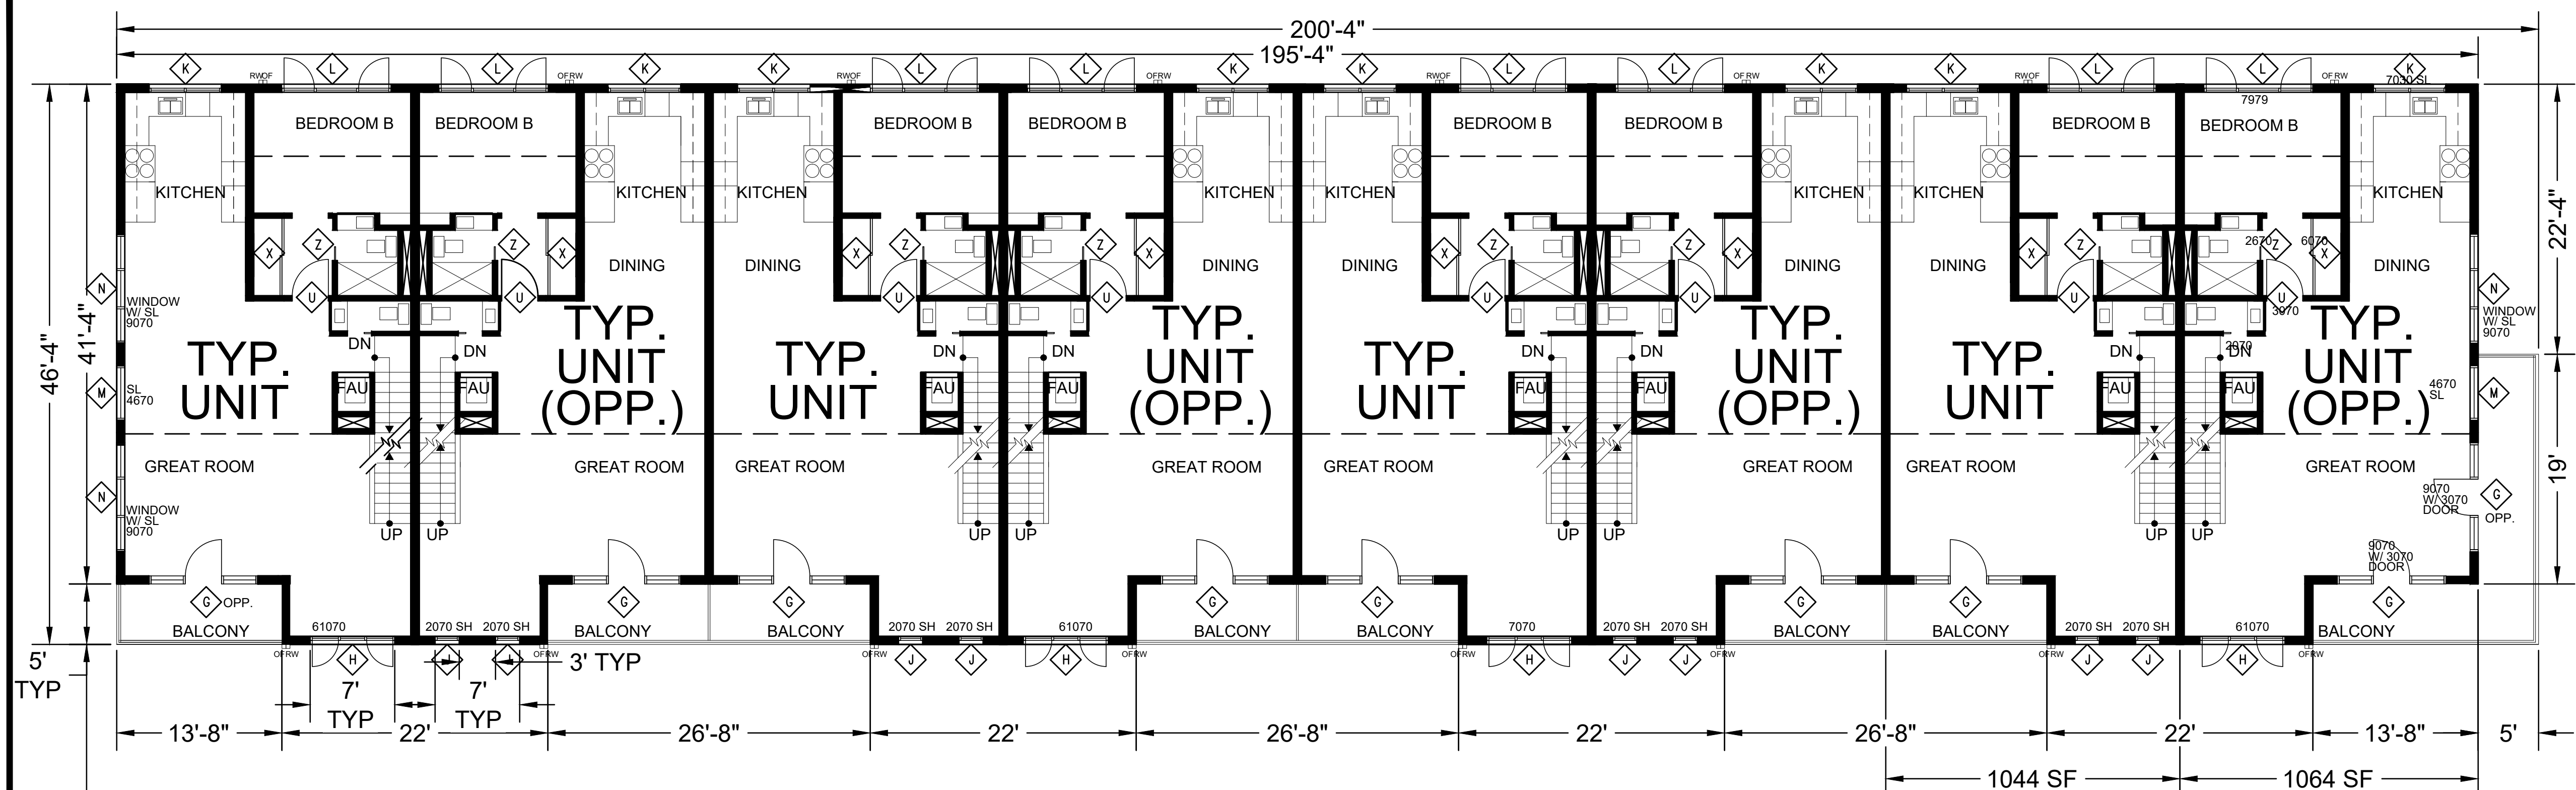 200'-4"
195'-4"
K
L
L
K
K
L
L
K
K
L
L
K
K
L
L
K
RWOF
OFRW
RWOF
OFRW
RWOF
OFRW
RWOF
OFRW
7030 SL
7979
BEDROOM B
BEDROOM B
BEDROOM B
BEDROOM B
BEDROOM B
BEDROOM B
BEDROOM B
BEDROOM B
KITCHEN
KITCHEN
KITCHEN
KITCHEN
KITCHEN
KITCHEN
KITCHEN
KITCHEN
22'-4"
X
Z
Z
X
X
Z
Z
X
X
Z
Z
X
X
Z
2670
Z
6070
X
DINING
DINING
DINING
DINING
DINING
DINING
DINING
N
U
U
U
U
U
U
U
U
N
3070
WINDOW
W/ SL
9070
WINDOW
W/ SL
9070
46'-4"
41'-4"
TYP.
UNIT
TYP.
UNIT
(OPP.)
TYP.
UNIT
TYP.
UNIT
(OPP.)
TYP.
UNIT
TYP.
UNIT
(OPP.)
TYP.
UNIT
TYP.
UNIT
(OPP.)
DN
DN
DN
DN
DN
DN
DN
2070
DN
M
SL
4670
FAU
FAU
FAU
FAU
FAU
FAU
FAU
FAU
4670
SL
M
GREAT ROOM
GREAT ROOM
GREAT ROOM
GREAT ROOM
GREAT ROOM
GREAT ROOM
GREAT ROOM
GREAT ROOM
19'
N
WINDOW
W/ SL
9070
9070
W/ 3070
DOOR
G
OPP.
UP
UP
UP
UP
UP
UP
UP
UP
9070
W/ 3070
DOOR
G
OPP.
G
G
G
G
G
G
G
BALCONY
61070
2070 SH
2070 SH
BALCONY
BALCONY
2070 SH
2070 SH
61070
BALCONY
BALCONY
7070
2070 SH
2070 SH
BALCONY
BALCONY
2070 SH
2070 SH
61070
BALCONY
OFRW
OFRW
OFRW
OFRW
OFRW
OFRW
H
J
J
J
J
H
H
J
J
J
J
H
5'
TYP
3' TYP
7'
TYP
7'
TYP
13'-8"
22'
26'-8"
22'
26'-8"
22'
26'-8"
22'
13'-8"
5'
1044 SF
1064 SF